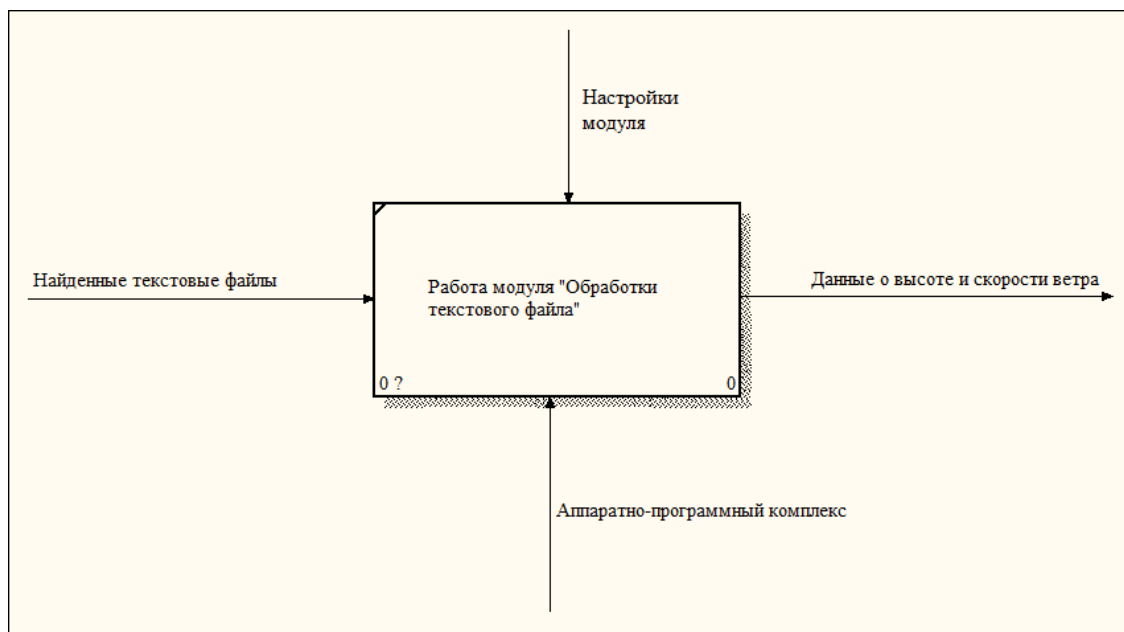 Настройки
модуля
Найденные текстовые файлы
Данные о высоте и скорости ветра
Работа модуля "Обработки
текстового файла"
0 ?
0
Аппаратно-программный комплекс